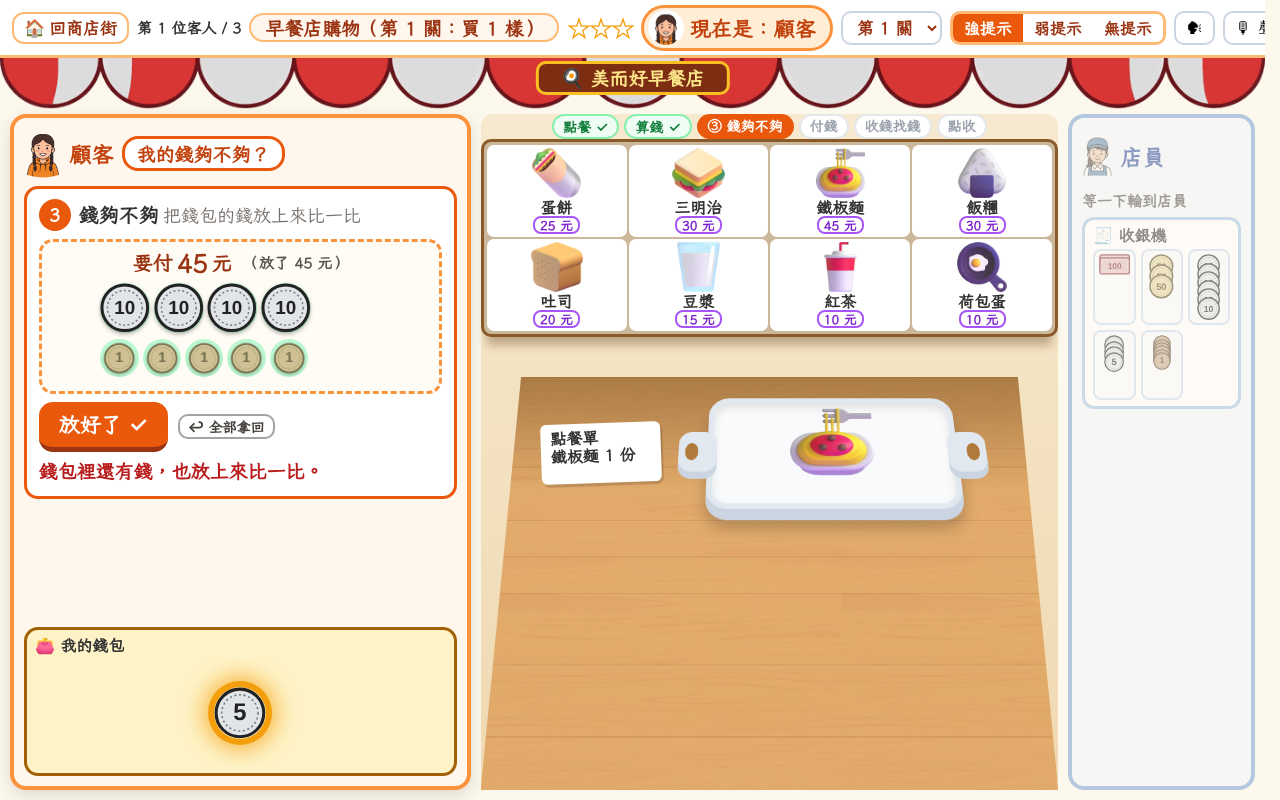 回商店街
第 1 位客人 / 3
早餐店購物（第 1 關：買 1 樣）
現在是：顧客
第 1 關
強提示 弱提示 無提示
美而好早餐店
顧客
我的錢夠不夠？
3 錢夠不夠 把錢包的錢放上來比一比
要付 45 元 （放了 45 元）
10 10 10 10
1 1 1 1 1
放好了 ✓
↩ 全部拿回
錢包裡還有錢，也放上來比一比。
我的錢包
5
點餐 ✓
算錢 ✓
③ 錢夠不夠
付錢
收錢找錢
點收
蛋餅
25 元
三明治
30 元
鐵板麵
45 元
飯糰
30 元
吐司
20 元
豆漿
15 元
紅茶
10 元
荷包蛋
10 元
點餐單
鐵板麵 1 份
店員
等一下輪到店員
收銀機
100
50
10
5
1